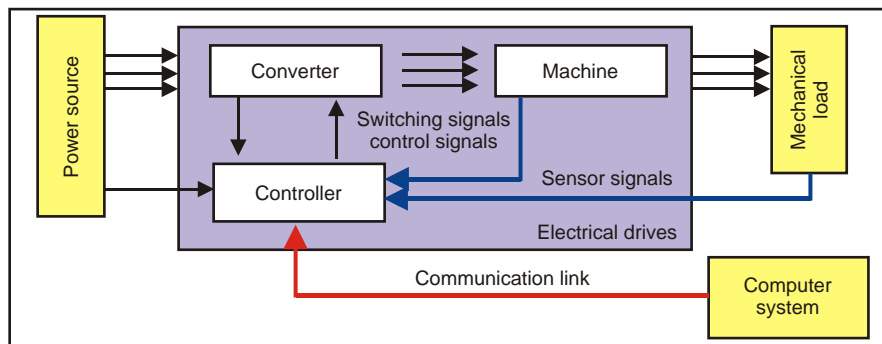 Power source
Converter
Machine
Mechanical
load
Switching signals
control signals
Controller
Sensor signals
Electrical drives
Communication link
Computer
system